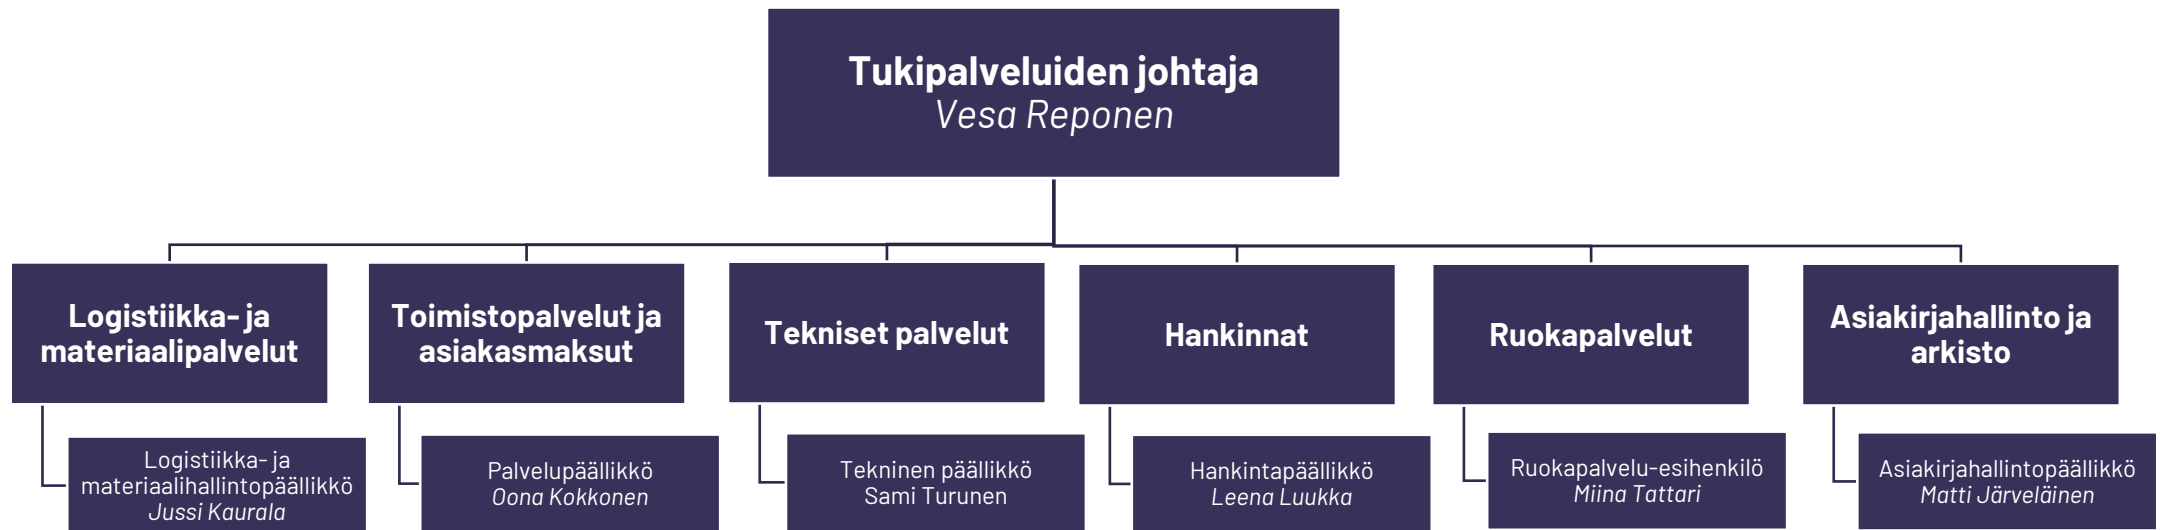 Tukipalveluiden johtaja
Vesa Reponen
Logistiikka- ja
materiaalipalvelut
Toimistopalvelut ja
asiakasmaksut
Tekniset palvelut
Hankinnat
Ruokapalvelut
Asiakirjahallinto ja
arkisto
Logistiikka- ja
materiaalihallintopäällikkö
Jussi Kaurala
Palvelupäällikkö
Oona Kokkonen
Tekninen päällikkö
Sami Turunen
Hankintapäällikkö
Leena Luukka
Ruokapalvelu-esihenkilö
Miina Tattari
Asiakirjahallintopäällikkö
Matti Järveläinen